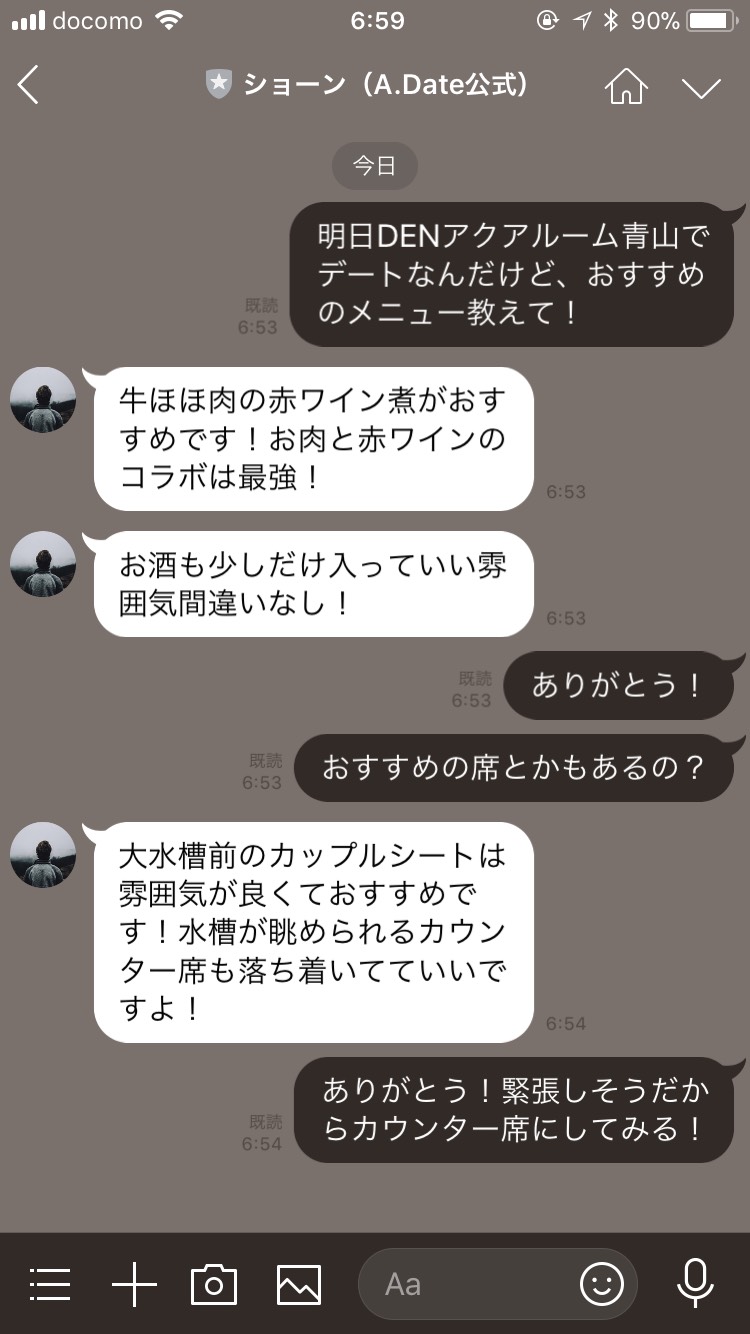 docomo 6:59 90%
ショーン（A.Date公式）
今日
明日DENアクアルーム青山で
デートなんだけど、おすすめ
のメニュー教えて！
既読
6:53
牛ほほ肉の赤ワイン煮がおす
すめです！お肉と赤ワインの
コラボは最強！
6:53
お酒も少しだけ入っていい雰
囲気間違いなし！
6:53
ありがとう！
既読
6:53
おすすめの席とかもあるの？
既読
6:53
大水槽前のカップルシートは
雰囲気が良くておすすめで
す！水槽が眺められるカウン
ター席も落ち着いてていいで
すよ！
6:54
ありがとう！緊張しそうだか
らカウンター席にしてみる！
既読
6:54
Aa